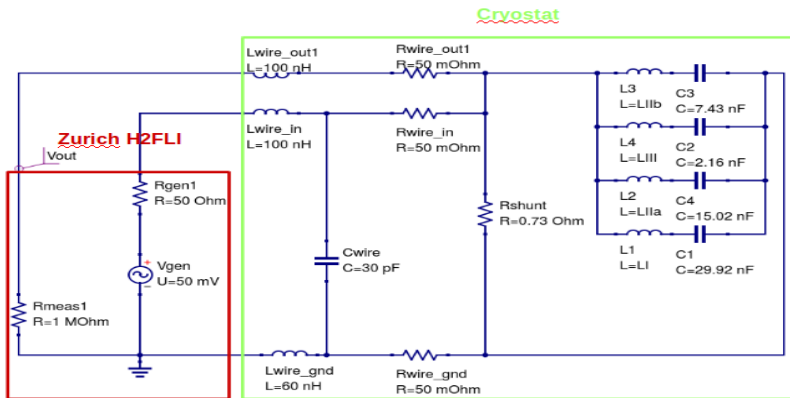 Cryostat
Lwire_out1
L=100 nH
Rwire_out1
R=50 mOhm
L3
L=LIIb
C3
C=7.43 nF
Lwire_in
L=100 nH
Rwire_in
R=50 mOhm
L4
L=LIII
C2
C=2.16 nF
Zurich H2FLI
Vout
Rgen1
R=50 Ohm
Rshunt
R=0.73 Ohm
L2
L=LIIa
C4
C=15.02 nF
Vgen
U=50 mV
Cwire
C=30 pF
L1
L=LI
C1
C=29.92 nF
Rmeas1
R=1 MOhm
Lwire_gnd
L=60 nH
Rwire_gnd
R=50 mOhm